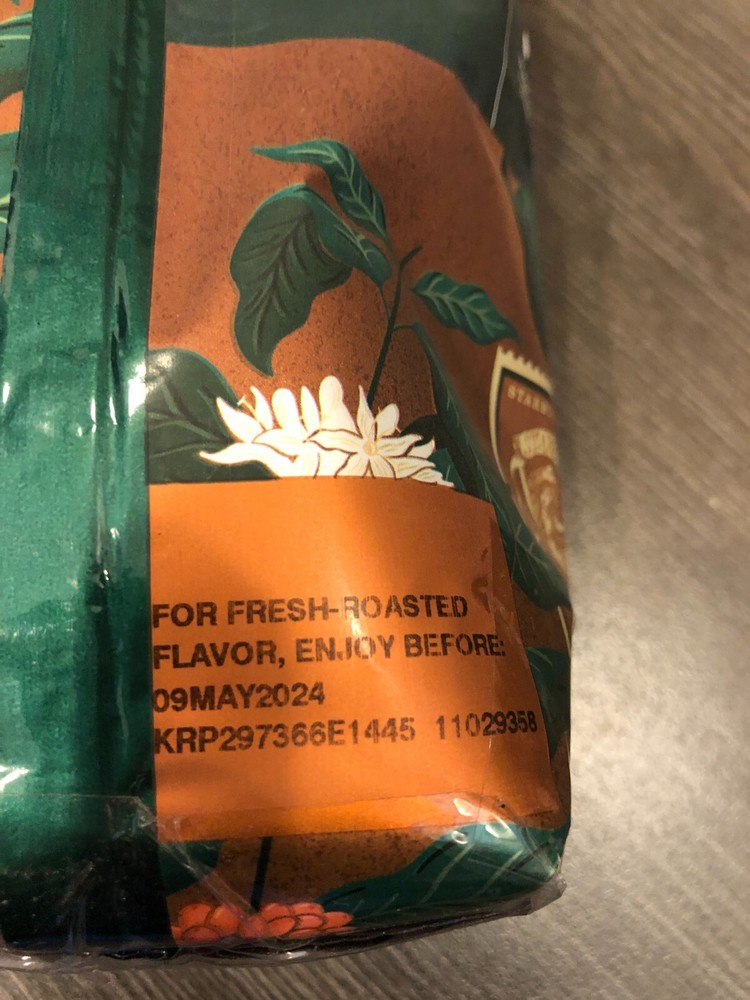 FOR FRESH-ROASTED
FLAVOR, ENJOY BEFORE:
09MAY2024
KRP297366E1445 11029358